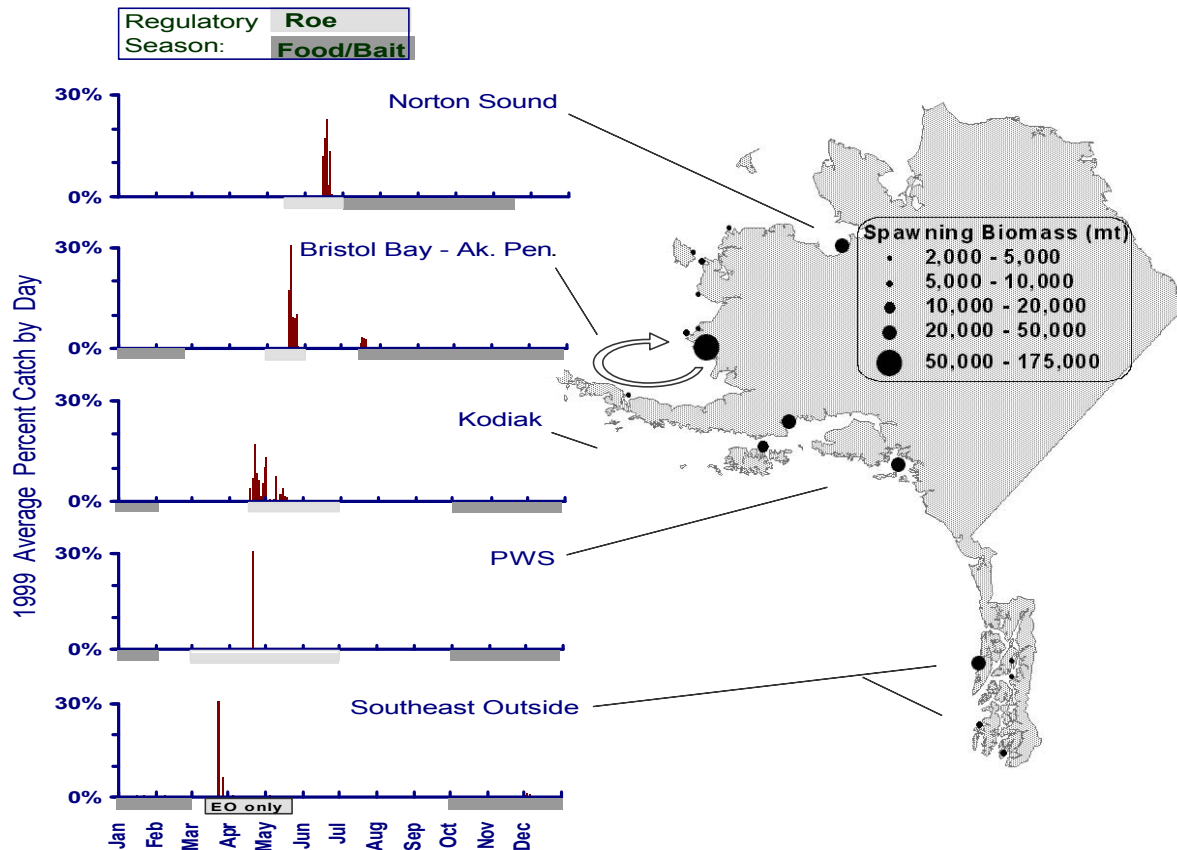 Regulatory Roe
Season: Food/Bait
1999 Average Percent Catch by Day
30%
0%
Norton Sound
30%
0%
Bristol Bay - Ak. Pen.
30%
0%
Kodiak
30%
0%
PWS
30%
0%
Southeast Outside
EO only
Jan Feb Mar Apr May Jun Jul Aug Sep Oct Nov Dec
Spawning Biomass (mt)
2,000 - 5,000
5,000 - 10,000
10,000 - 20,000
20,000 - 50,000
50,000 - 175,000